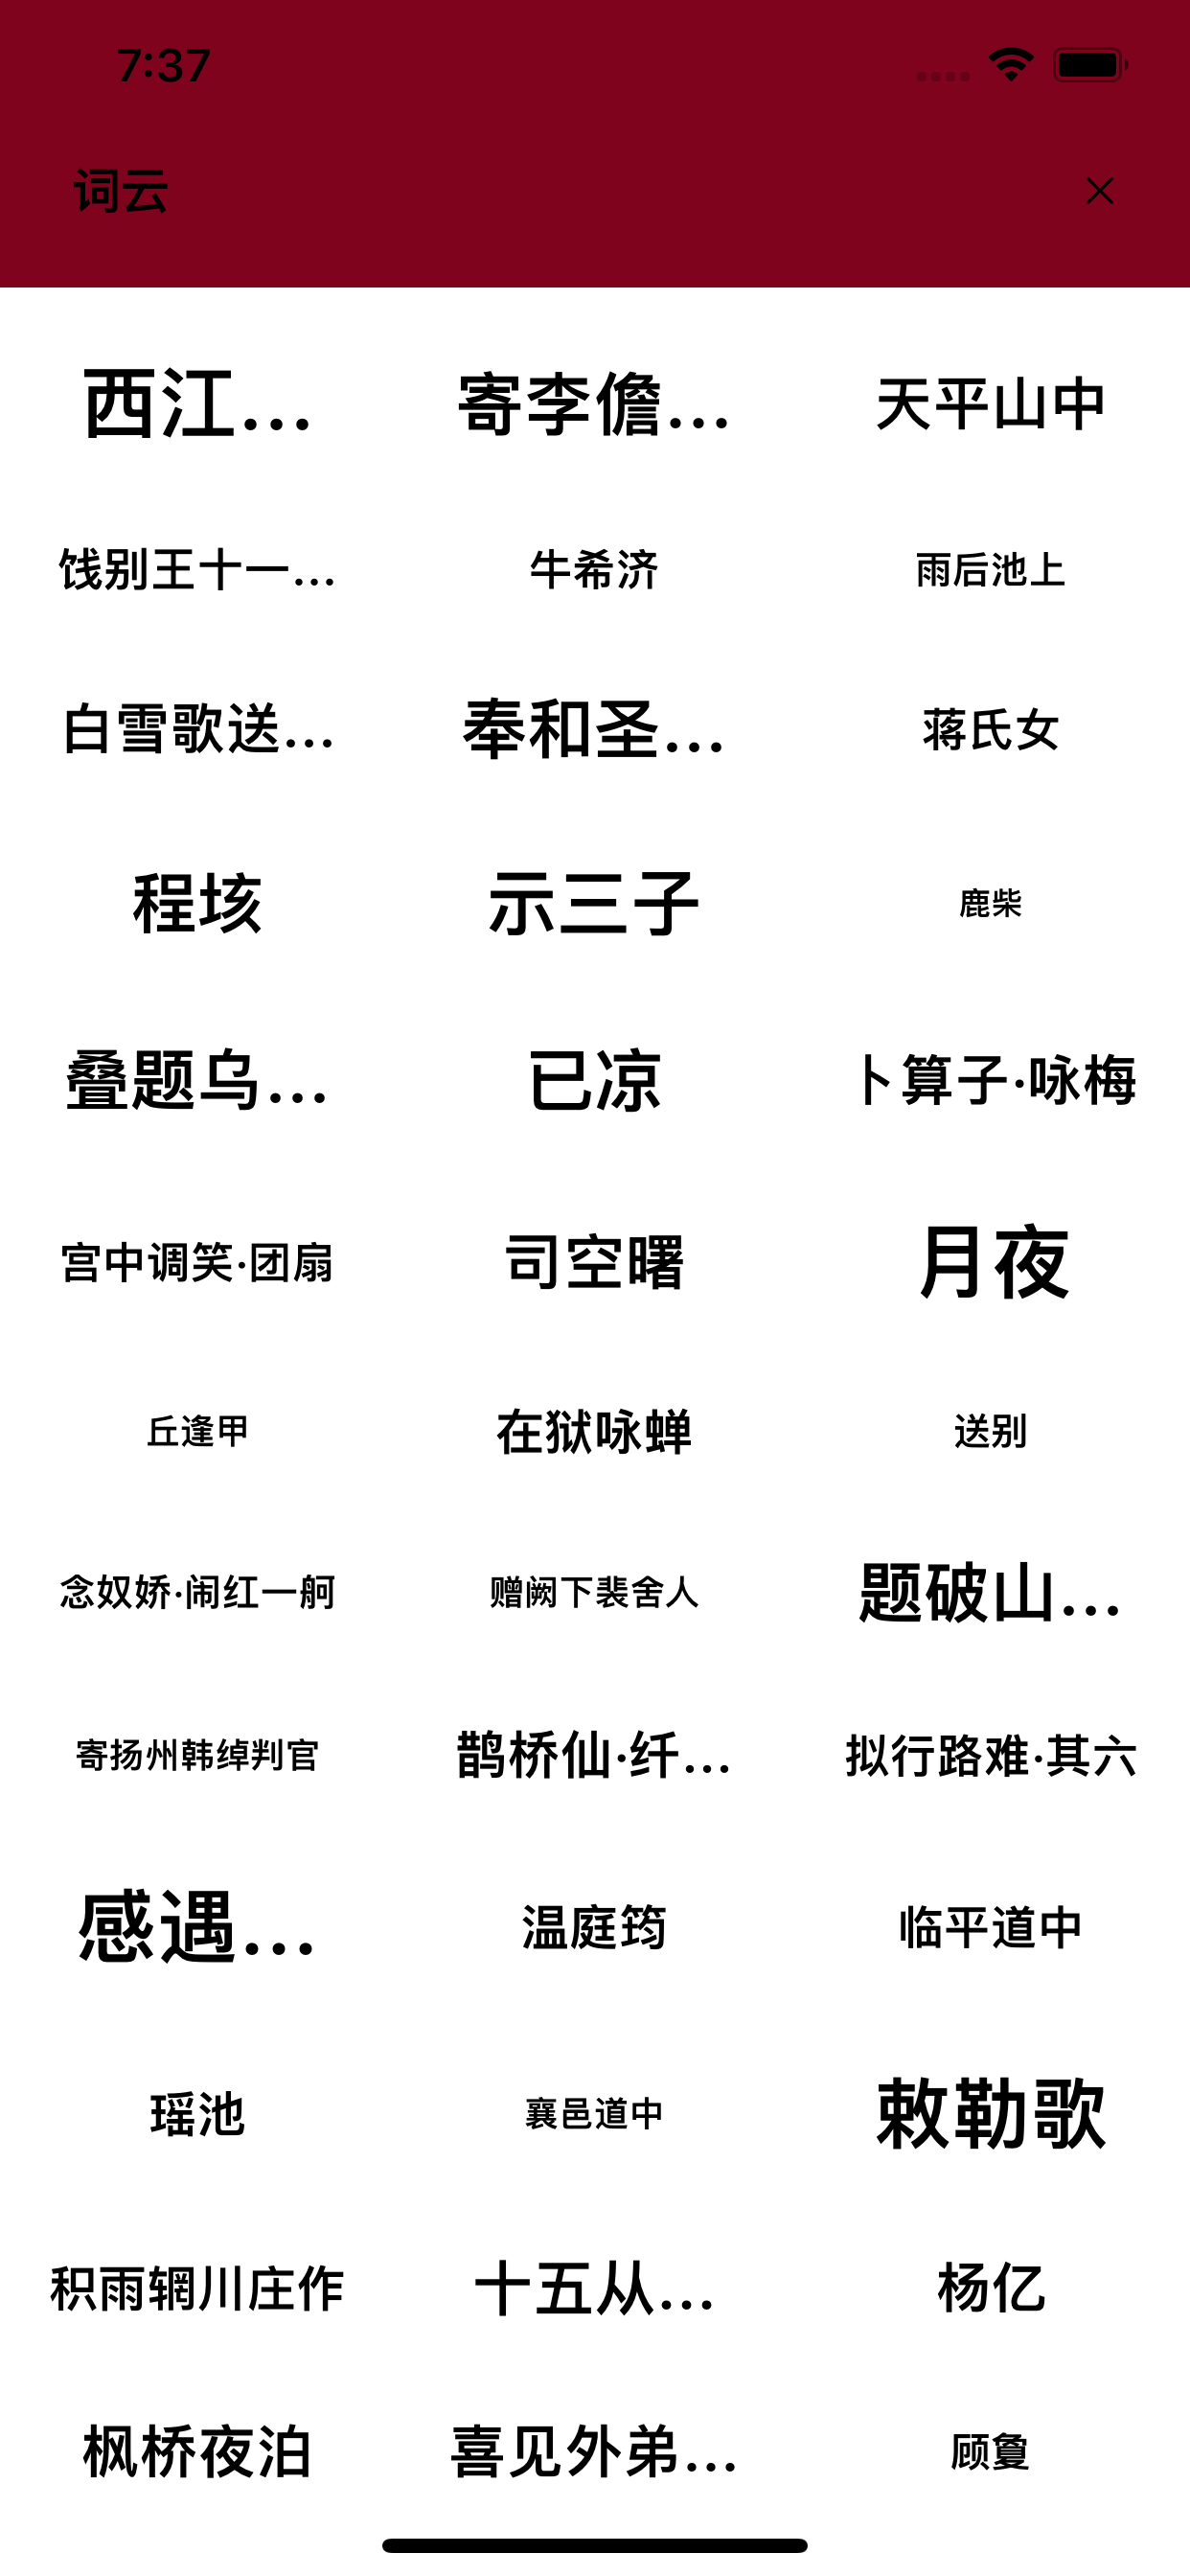 7:37
词云
西江… 寄李儋… 天平山中
饯别王十一… 牛希济 雨后池上
白雪歌送… 奉和圣… 蒋氏女
程垓 示三子 鹿柴
叠题乌… 已凉 卜算子·咏梅
宫中调笑·团扇 司空曙 月夜
丘逢甲 在狱咏蝉 送别
念奴娇·闹红一舸 赠阙下裴舍人 题破山…
寄扬州韩绰判官 鹊桥仙·纤… 拟行路难·其六
感遇… 温庭筠 临平道中
瑶池 襄邑道中 敕勒歌
积雨辋川庄作 十五从… 杨亿
枫桥夜泊 喜见外弟… 顾敻